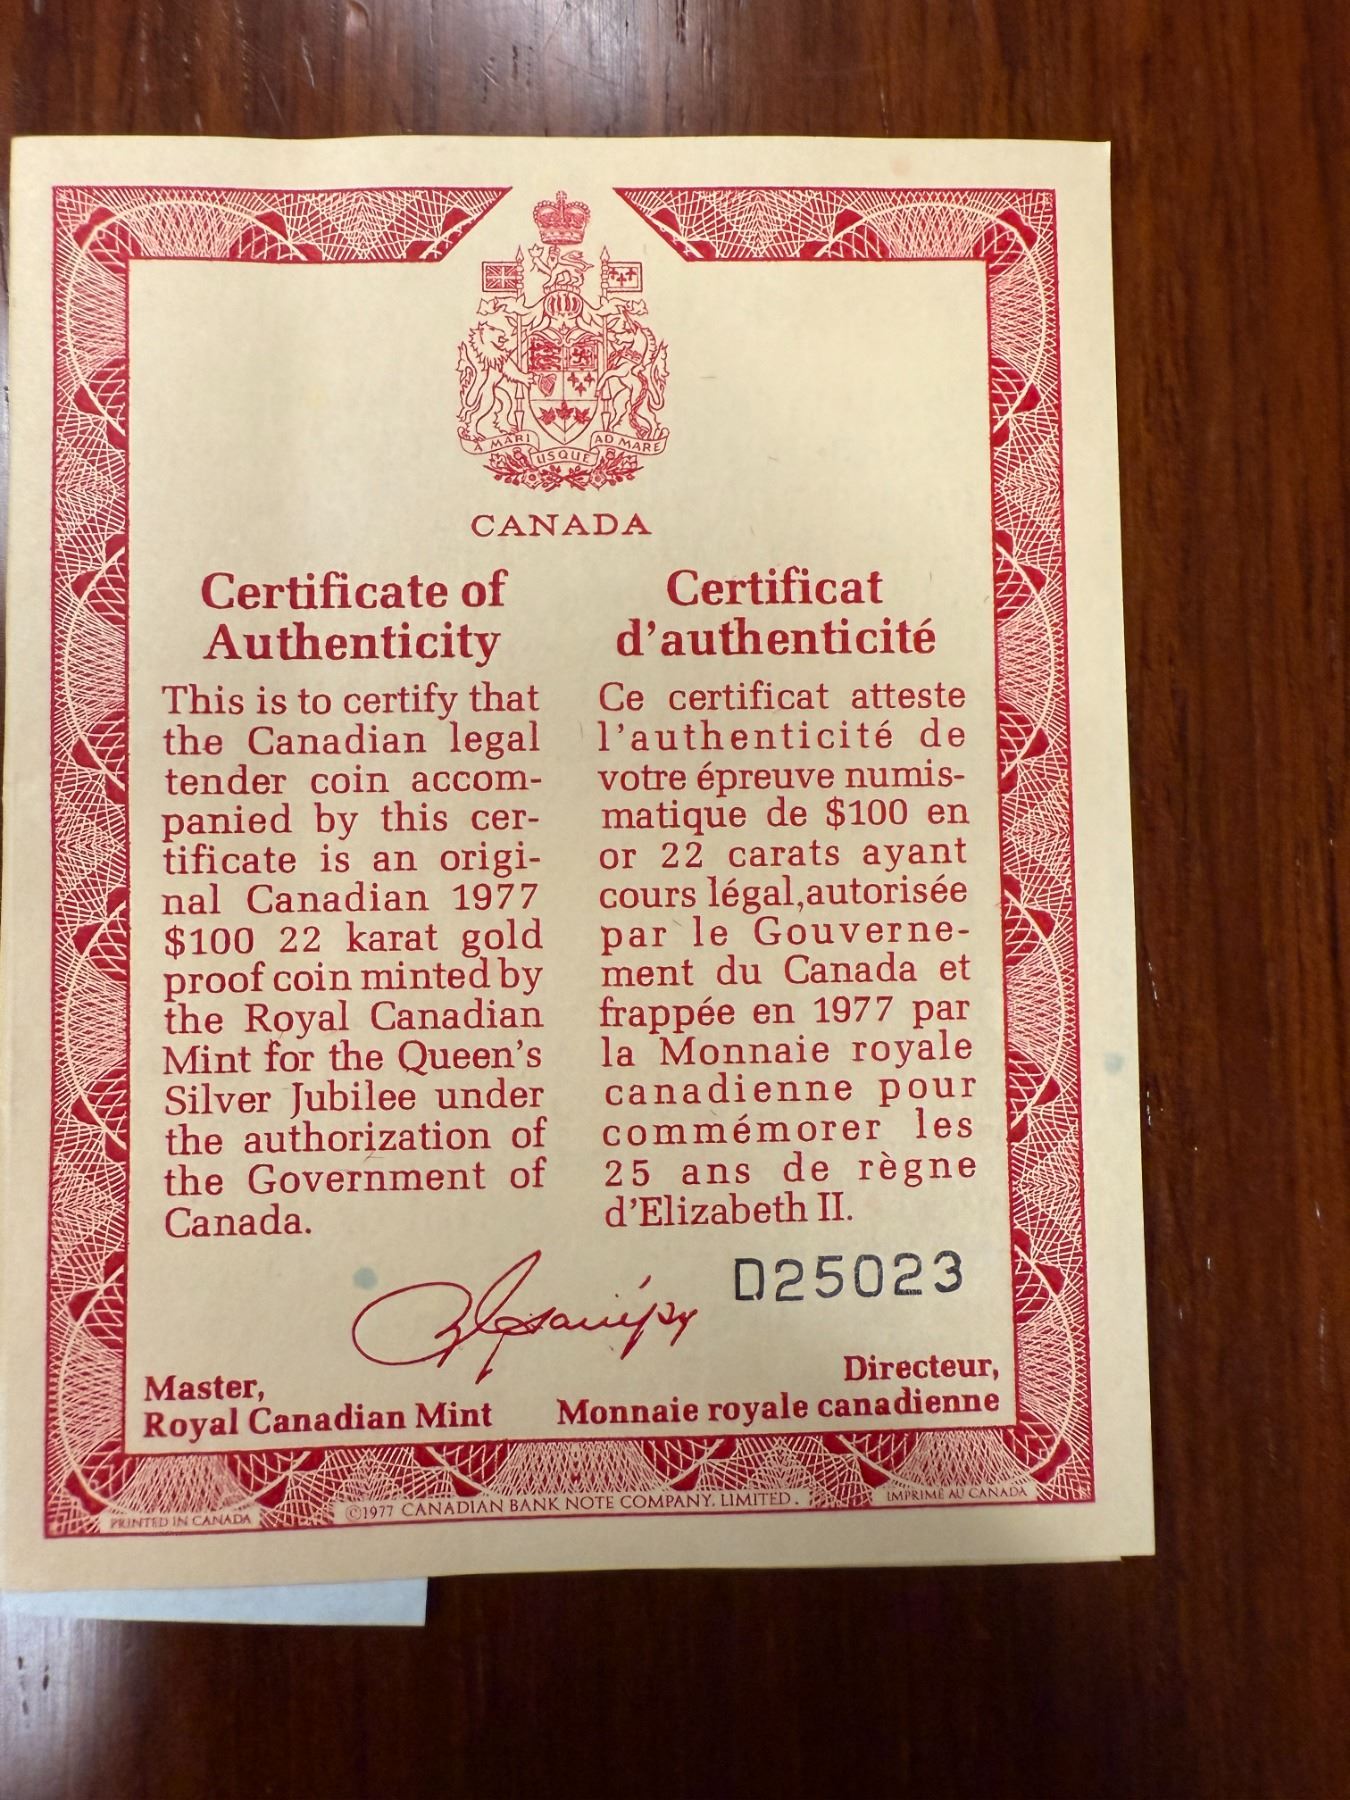 A MARI USQUE AD MARE
CANADA
Certificate of
Authenticity
This is to certify that
the Canadian legal
tender coin accom-
panied by this cer-
tificate is an origi-
nal Canadian 1977
$100 22 karat gold
proof coin minted by
the Royal Canadian
Mint for the Queen's
Silver Jubilee under
the authorization of
the Government of
Canada.
Certificat
d'authenticité
Ce certificat atteste
l'authenticité de
votre épreuve numis-
matique de $100 en
or 22 carats ayant
cours légal, autorisée
par le Gouverne-
ment du Canada et
frappée en 1977 par
la Monnaie royale
canadienne pour
commémorer les
25 ans de règne
d'Elizabeth II.
D25023
Master,
Royal Canadian Mint
Directeur,
Monnaie royale canadienne
PRINTED IN CANADA
©1977 CANADIAN BANK NOTE COMPANY, LIMITED.
IMPRIMÉ AU CANADA